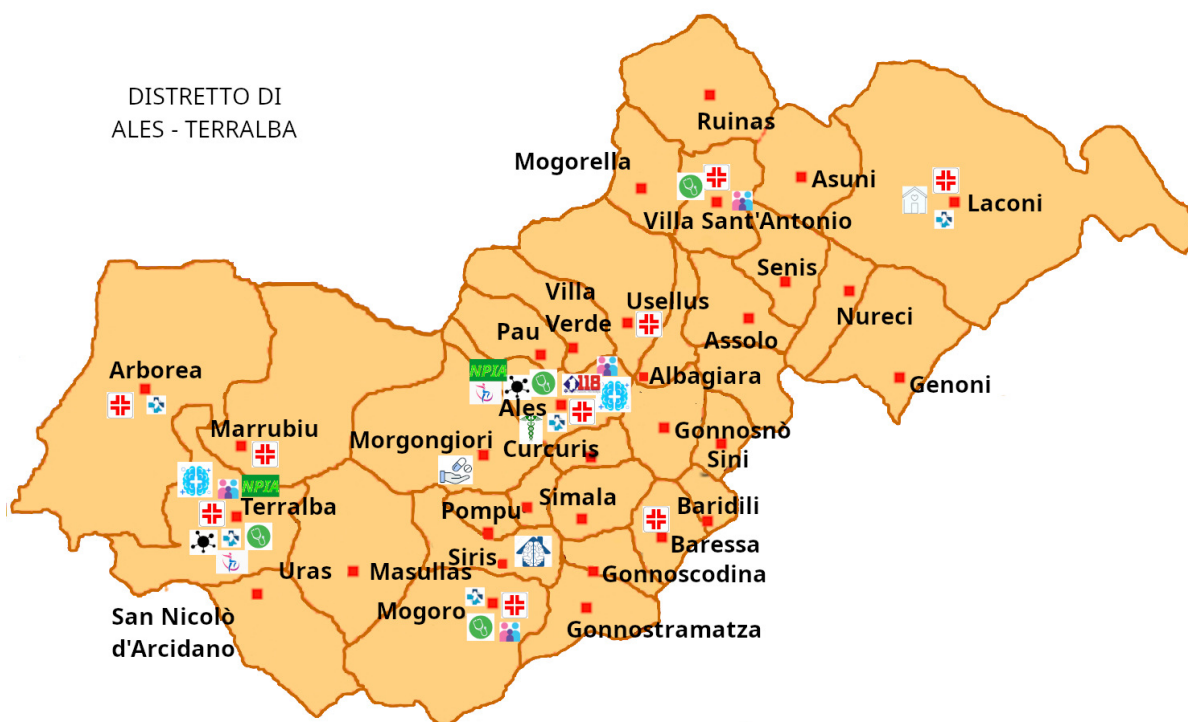 DISTRETTO DI
ALES - TERRALBA
Ruinas
Mogorella
Asuni
Laconi
Villa Sant'Antonio
Senis
Villa
Verde
Usellus
Nureci
Pau
Assolo
Arborea
NPIA
118
Albagiara
Genoni
Ales
Marrubiu
Morgongiori
Curcuris
Gonnosnò
Sini
NPIA
Terralba
Simala
Pompu
Baridili
Baressa
Siris
Uras
Masullas
Gonnoscodina
Mogoro
San Nicolò
d'Arcidano
Gonnostramatza